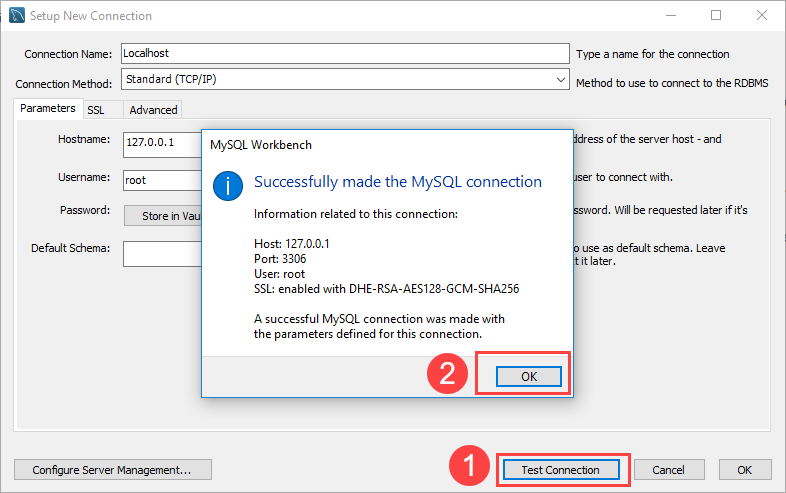 Setup New Connection
Connection Name: Localhost Type a name for the connection
Connection Method: Standard (TCP/IP) Method to use to connect to the RDBMS
Parameters SSL Advanced
Hostname: 127.0.0.1 of the server host - and
Username: root user to connect with.
Password: Store in Will be requested later if it's
Default Schema: to use as default schema. Leave
it later.
MySQL Workbench
Successfully made the MySQL connection
Information related to this connection:
Host: 127.0.0.1
Port: 3306
User: root
SSL: enabled with DHE-RSA-AES128-GCM-SHA256
A successful MySQL connection was made with
the parameters defined for this connection.
2 OK
1
Configure Server Management... Test Connection Cancel OK